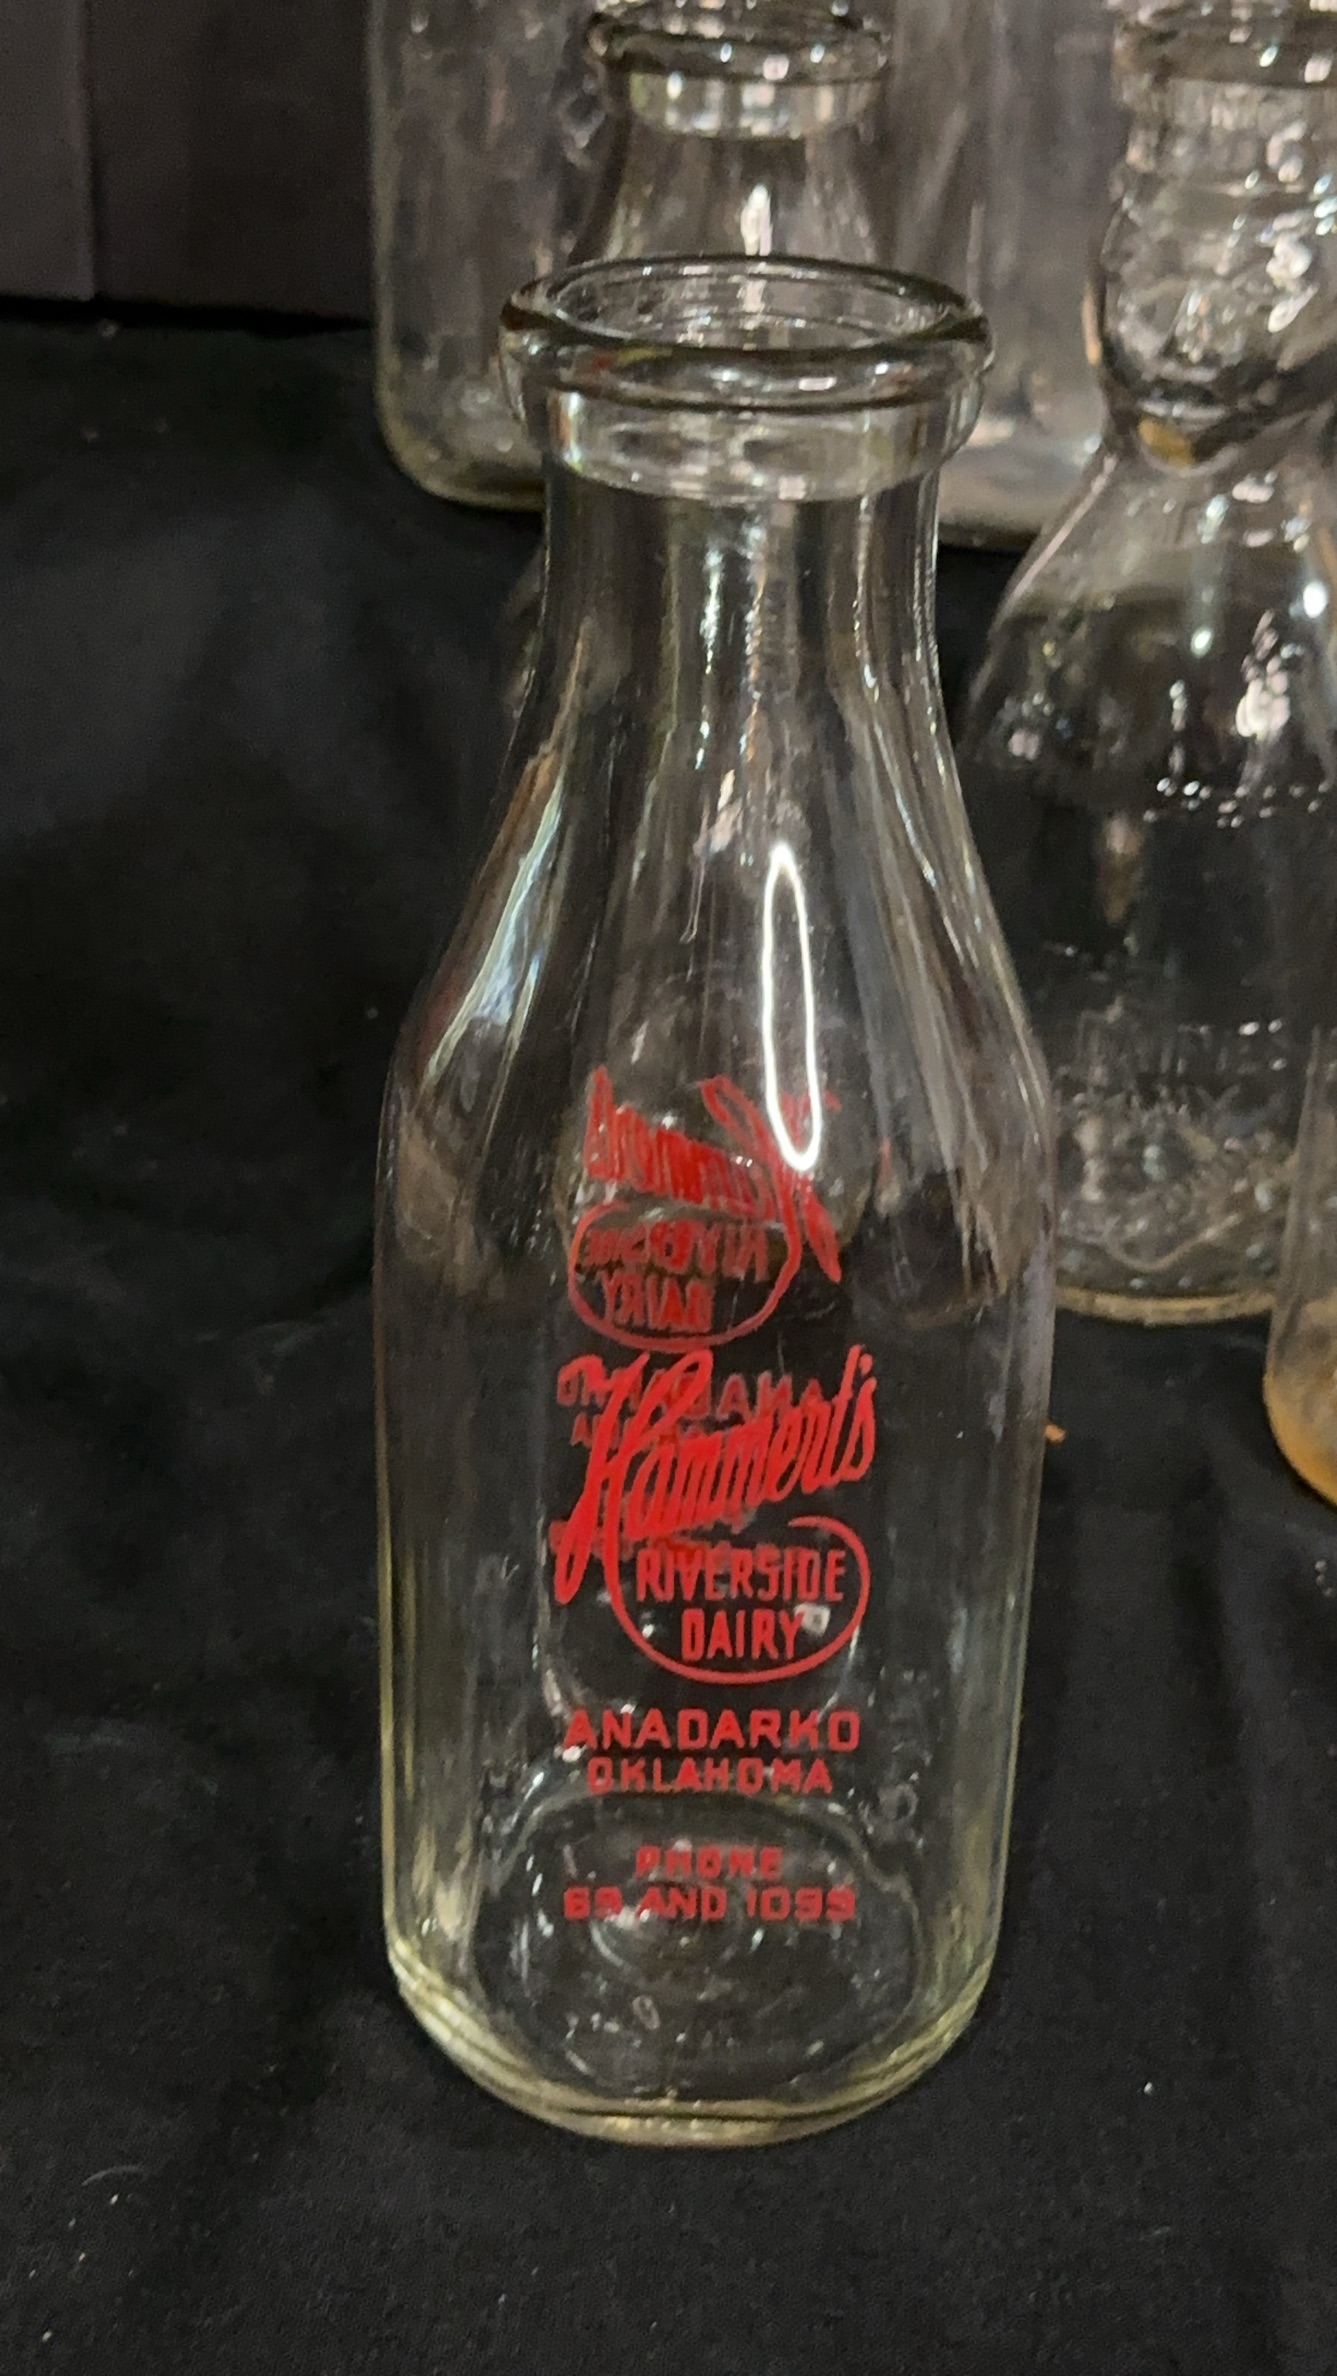 Hammert's
RIVERSIDE
DAIRY
ANADARKO
OKLAHOMA
PHONE
69 AND 1099